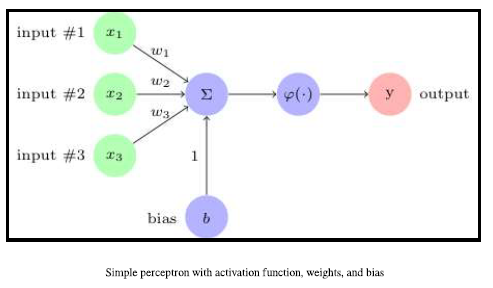 input #1 x₁
w₁
input #2 x₂ w₂ Σ φ(·) y output
w₃
input #3 x₃ 1
bias b
Simple perceptron with activation function, weights, and bias